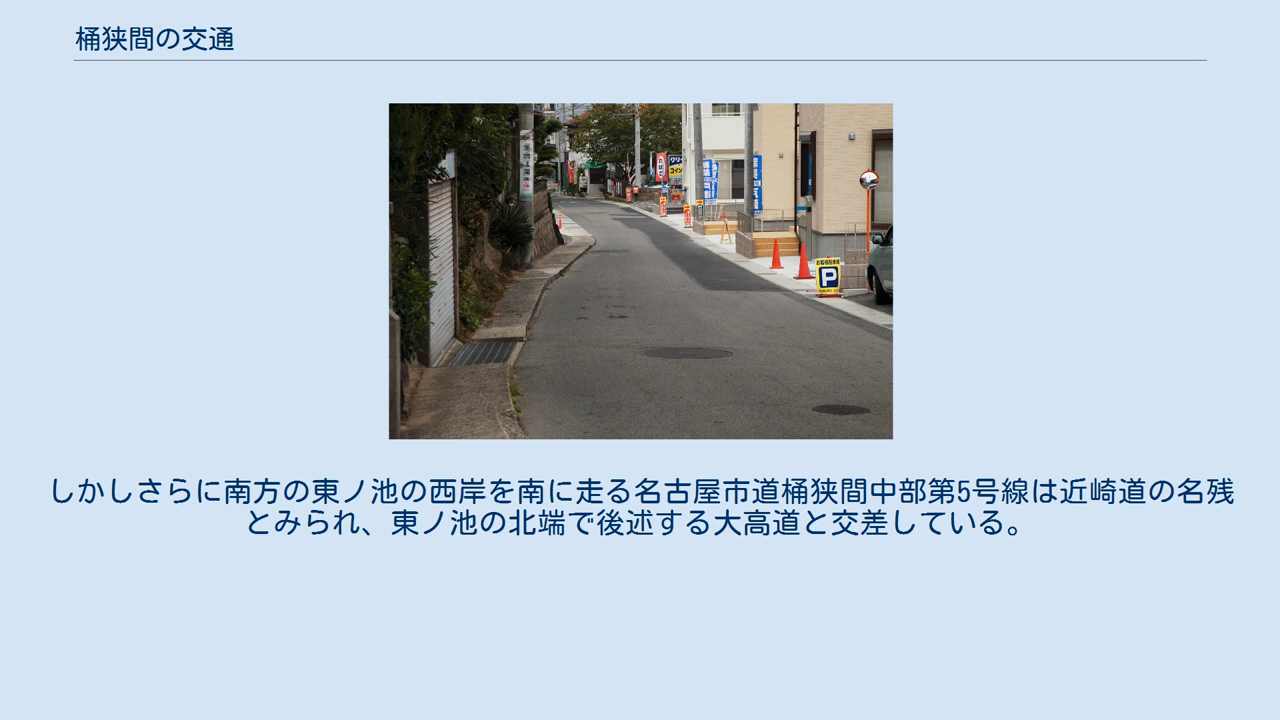 桶狭間の交通
P
しかしさらに南方の東ノ池の西岸を南に走る名古屋市道桶狭間中部第5号線は近崎道の名残
とみられ、東ノ池の北端で後述する大高道と交差している。